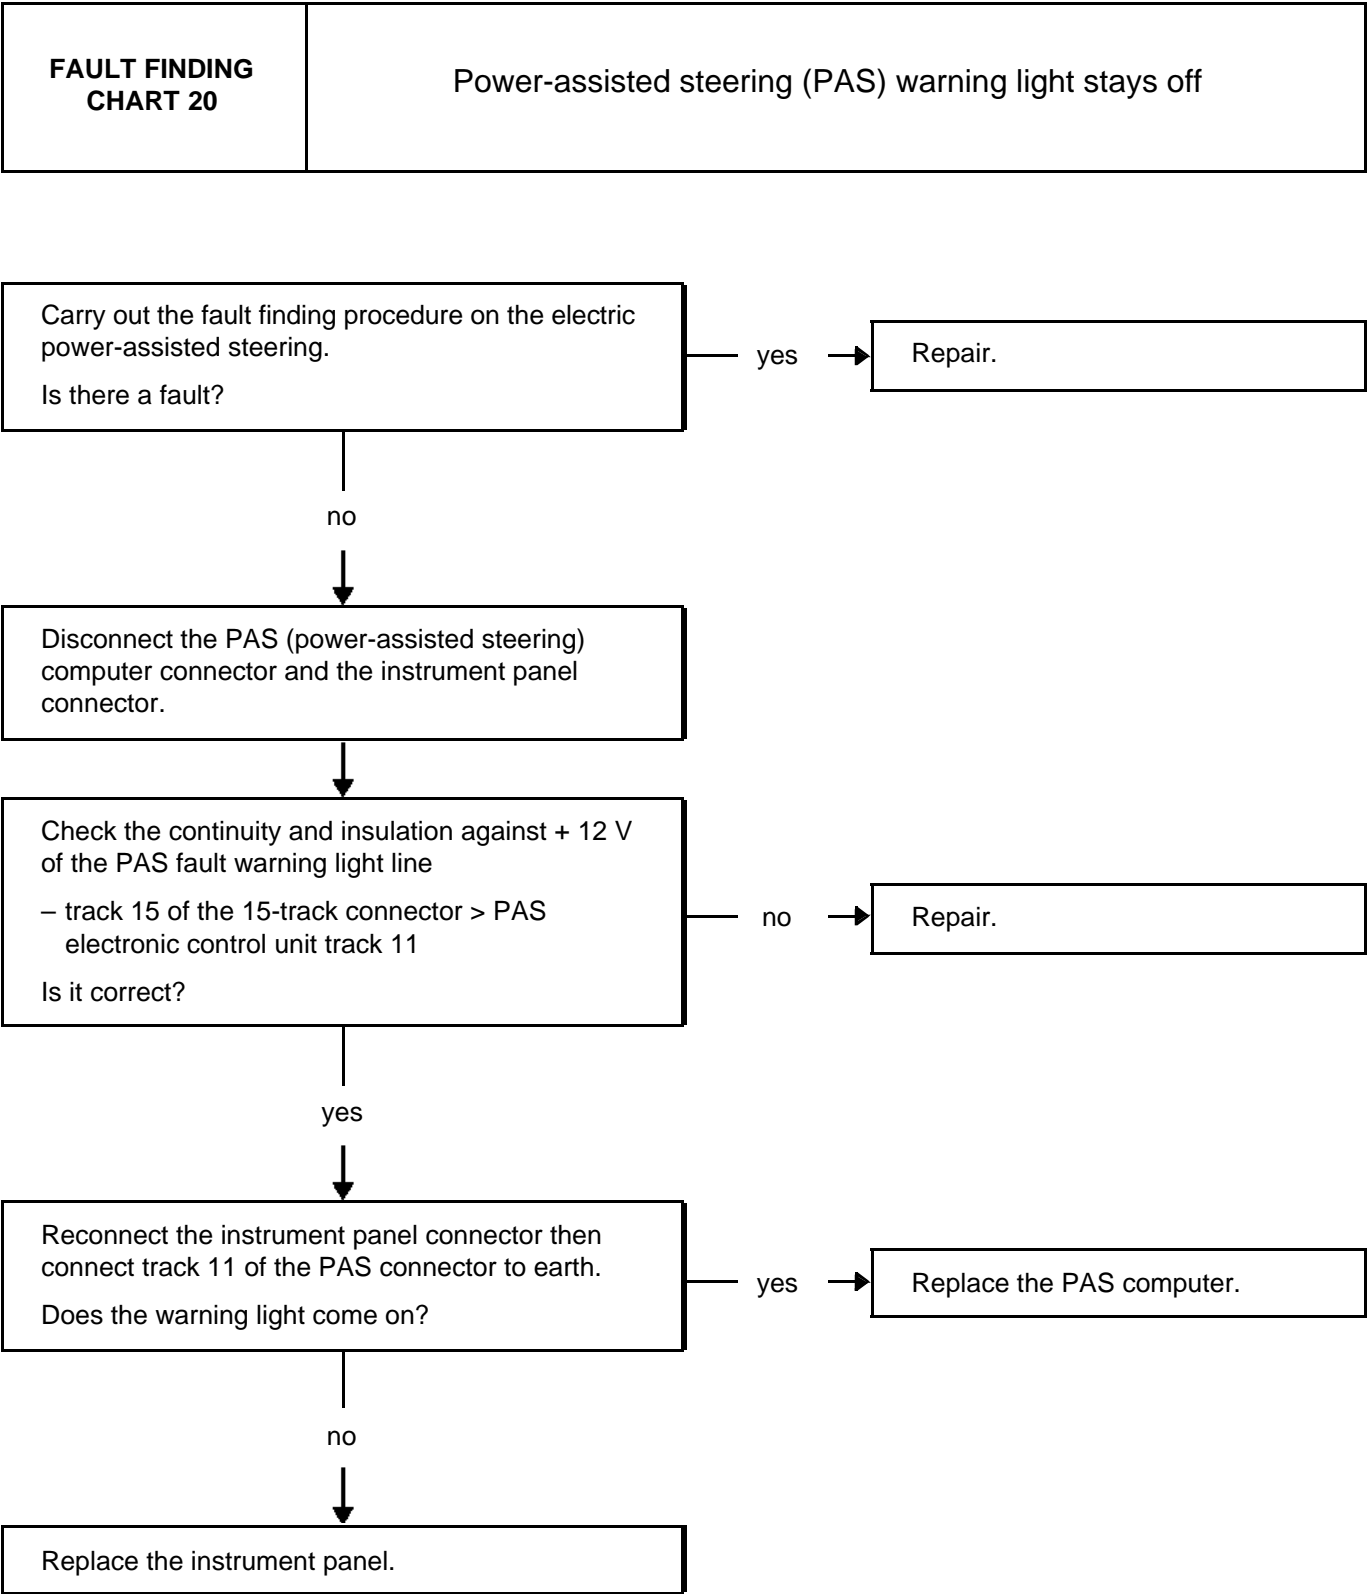 FAULT FINDING
CHART 20
Power-assisted steering (PAS) warning light stays off
Carry out the fault finding procedure on the electric
power-assisted steering.
Is there a fault?
yes
Repair.
no
Disconnect the PAS (power-assisted steering)
computer connector and the instrument panel
connector.
Check the continuity and insulation against + 12 V
of the PAS fault warning light line
– track 15 of the 15-track connector > PAS
electronic control unit track 11
Is it correct?
no
Repair.
yes
Reconnect the instrument panel connector then
connect track 11 of the PAS connector to earth.
Does the warning light come on?
yes
Replace the PAS computer.
no
Replace the instrument panel.